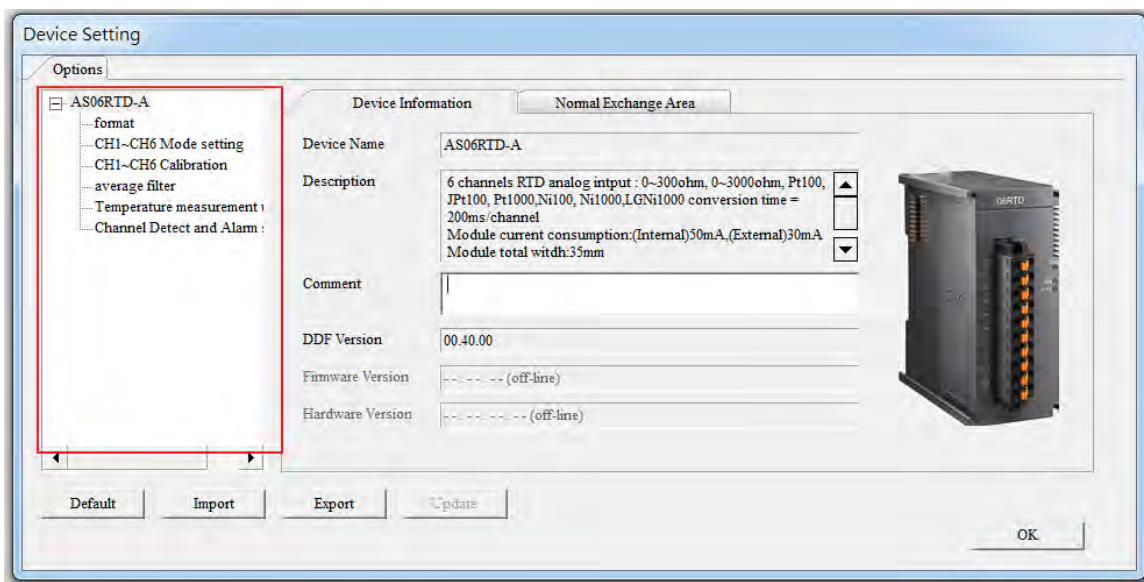 Device Setting
Options
AS06RTD-A
format
CH1~CH6 Mode setting
CH1~CH6 Calibration
average filter
Temperature measurement
Channel Detect and Alarm
Device Information
Normal Exchange Area
Device Name
AS06RTD-A
Description
6 channels RTD analog intput : 0~300ohm, 0~3000ohm, Pt100,
JPt100, Pt1000,Ni100, Ni1000,LGNi1000 conversion time =
200ms/channel
Module current consumption:(Internal)50mA,(External)30mA
Module total witdh:35mm
Comment
DDF Version
00.40.00
Firmware Version
--.--.-- (off-line)
Hardware Version
--.--.--.-- (off-line)
06RTD
Default
Import
Export
Update
OK